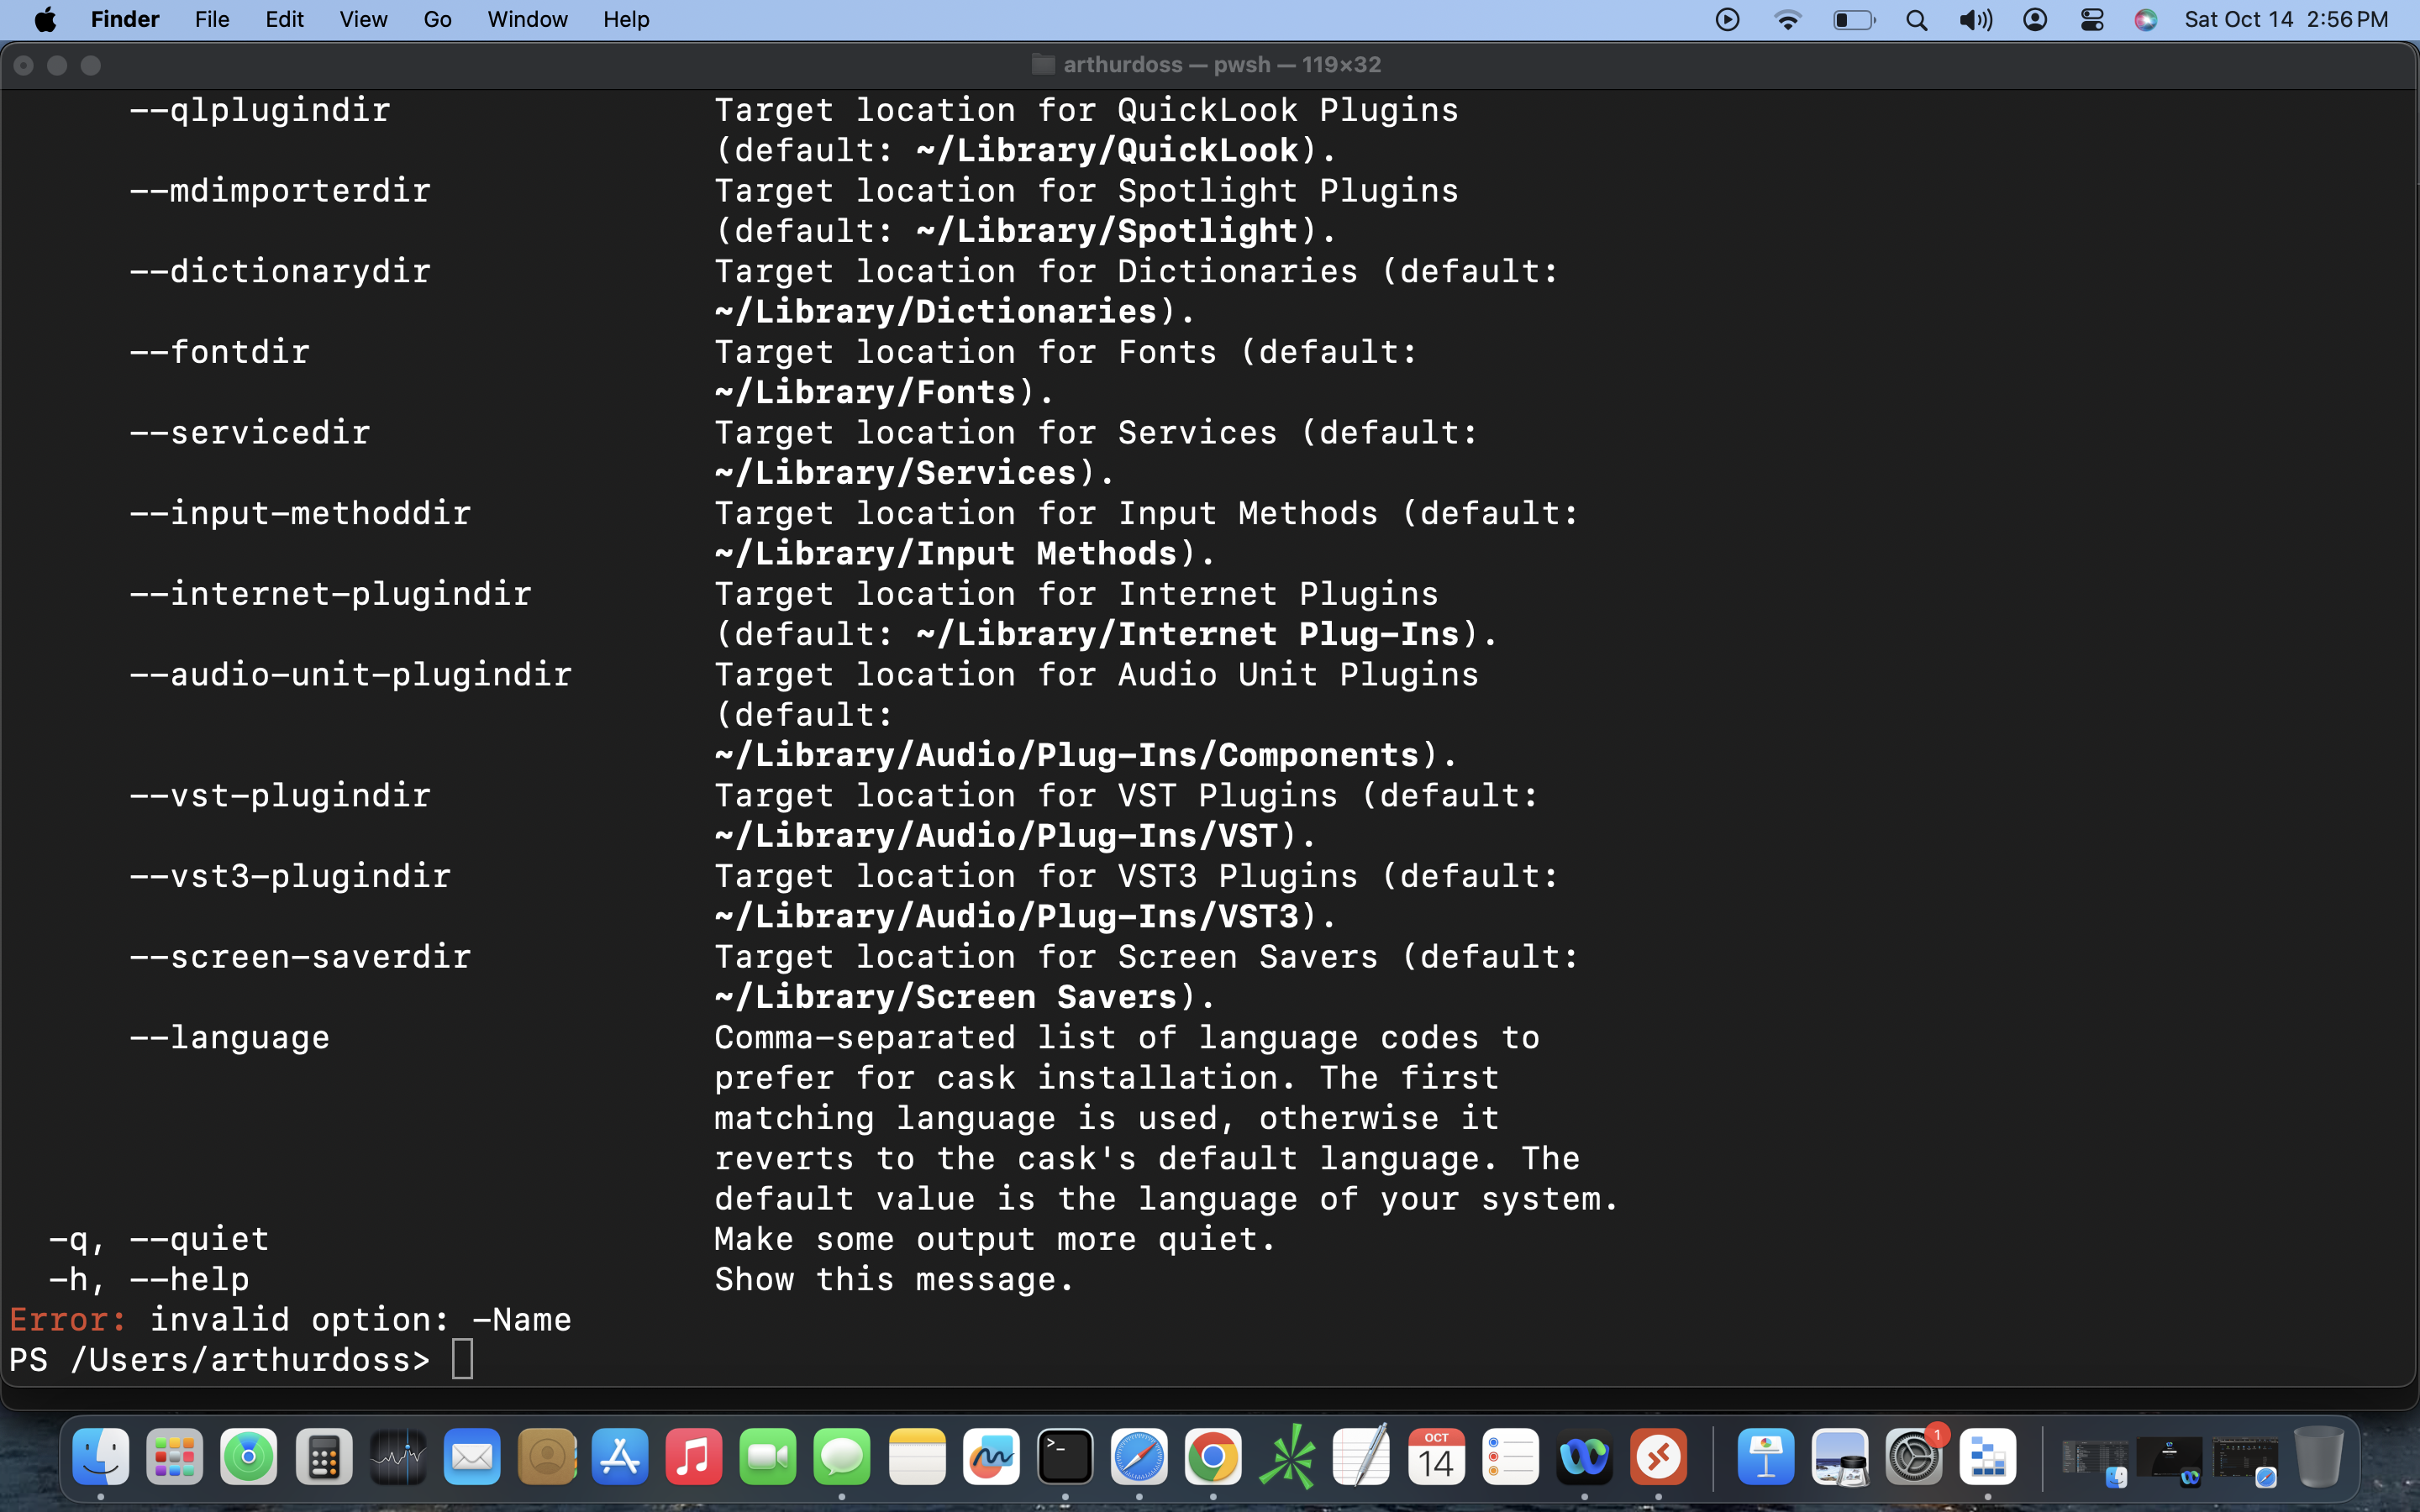 Finder File Edit View Go Window Help Sat Oct 14 2:56 PM
arthurdoss — pwsh — 119×32
--qlplugindir Target location for QuickLook Plugins
(default: ~/Library/QuickLook).
--mdimporterdir Target location for Spotlight Plugins
(default: ~/Library/Spotlight).
--dictionarydir Target location for Dictionaries (default:
~/Library/Dictionaries).
--fontdir Target location for Fonts (default:
~/Library/Fonts).
--servicedir Target location for Services (default:
~/Library/Services).
--input-methoddir Target location for Input Methods (default:
~/Library/Input Methods).
--internet-plugindir Target location for Internet Plugins
(default: ~/Library/Internet Plug-Ins).
--audio-unit-plugindir Target location for Audio Unit Plugins
(default:
~/Library/Audio/Plug-Ins/Components).
--vst-plugindir Target location for VST Plugins (default:
~/Library/Audio/Plug-Ins/VST).
--vst3-plugindir Target location for VST3 Plugins (default:
~/Library/Audio/Plug-Ins/VST3).
--screen-saverdir Target location for Screen Savers (default:
~/Library/Screen Savers).
--language Comma-separated list of language codes to
prefer for cask installation. The first
matching language is used, otherwise it
reverts to the cask's default language. The
default value is the language of your system.
-q, --quiet Make some output more quiet.
-h, --help Show this message.
Error: invalid option: -Name
PS /Users/arthurdoss>
OCT
14
1